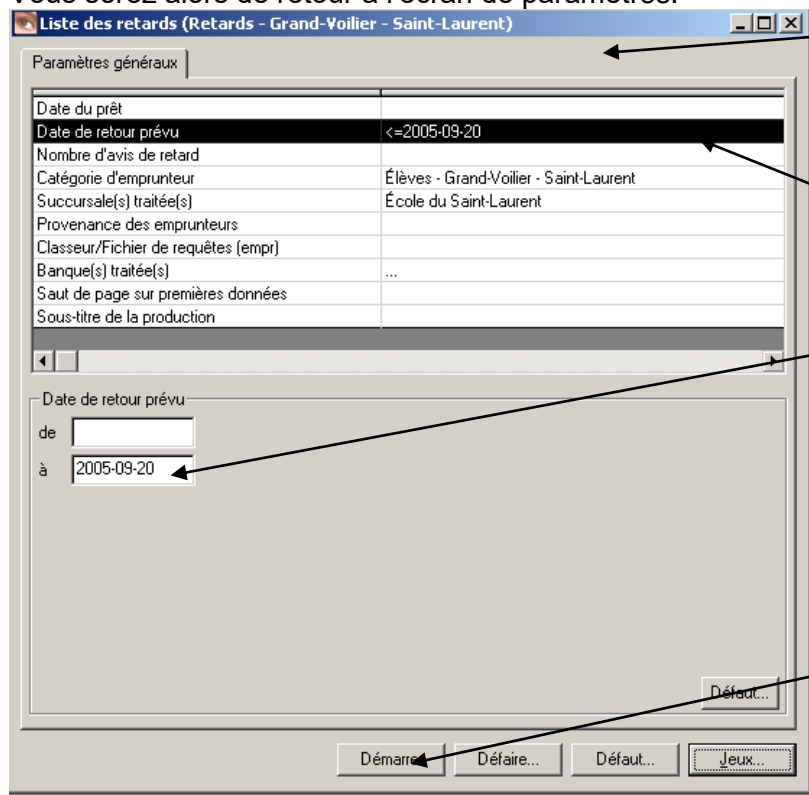 Vous serez alors de retour à l'écran de paramètres.
Liste des retards (Retards - Grand-Voilier - Saint-Laurent)
Paramètres généraux
Date du prêt
Date de retour prévu <=2005-09-20
Nombre d'avis de retard
Catégorie d'emprunteur Élèves - Grand-Voilier - Saint-Laurent
Succursale(s) traitée(s) École du Saint-Laurent
Provenance des emprunteurs
Classeur/Fichier de requêtes (empr)
Banque(s) traitée(s) ...
Saut de page sur premières données
Sous-titre de la production
Date de retour prévu
de
à 2005-09-20
Défaut...
Démarrer Défaire... Défaut... Jeux...